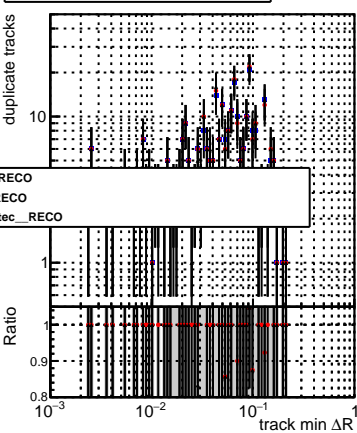 duplicate tracks
10
RECO
RECO
tec__RECO
1
Ratio
1
0.9
0.8
10⁻³ 10⁻² 10⁻¹ 1
track min ΔR